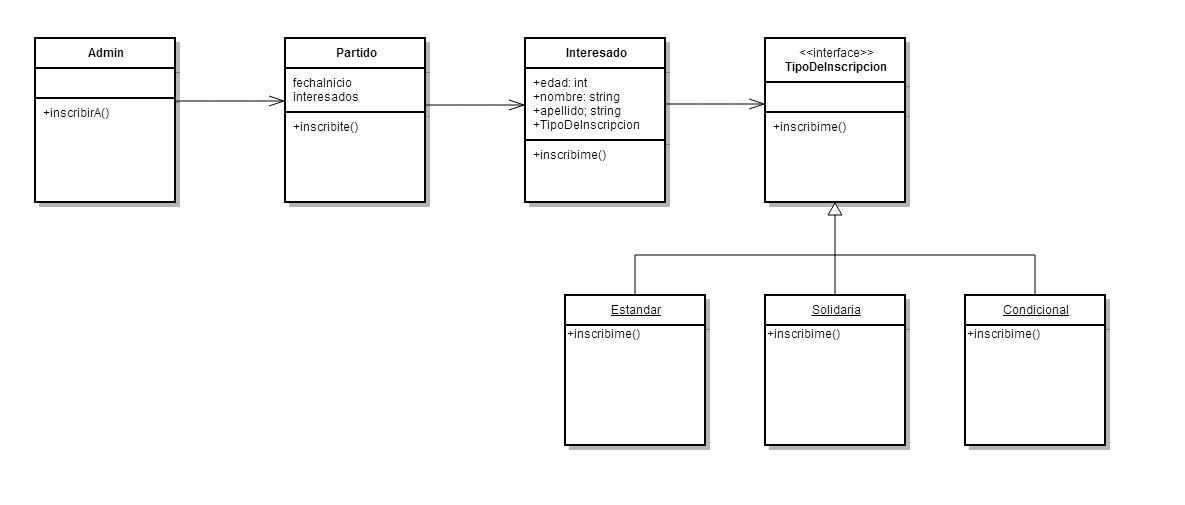 Admin
+inscribirA()
Partido
fechaInicio
interesados
+inscribite()
Interesado
+edad: int
+nombre: string
+apellido; string
+TipoDeInscripcion
+inscribime()
<<interface>>
TipoDeInscripcion
+inscribime()
Estandar
+inscribime()
Solidaria
+inscribime()
Condicional
+inscribime()